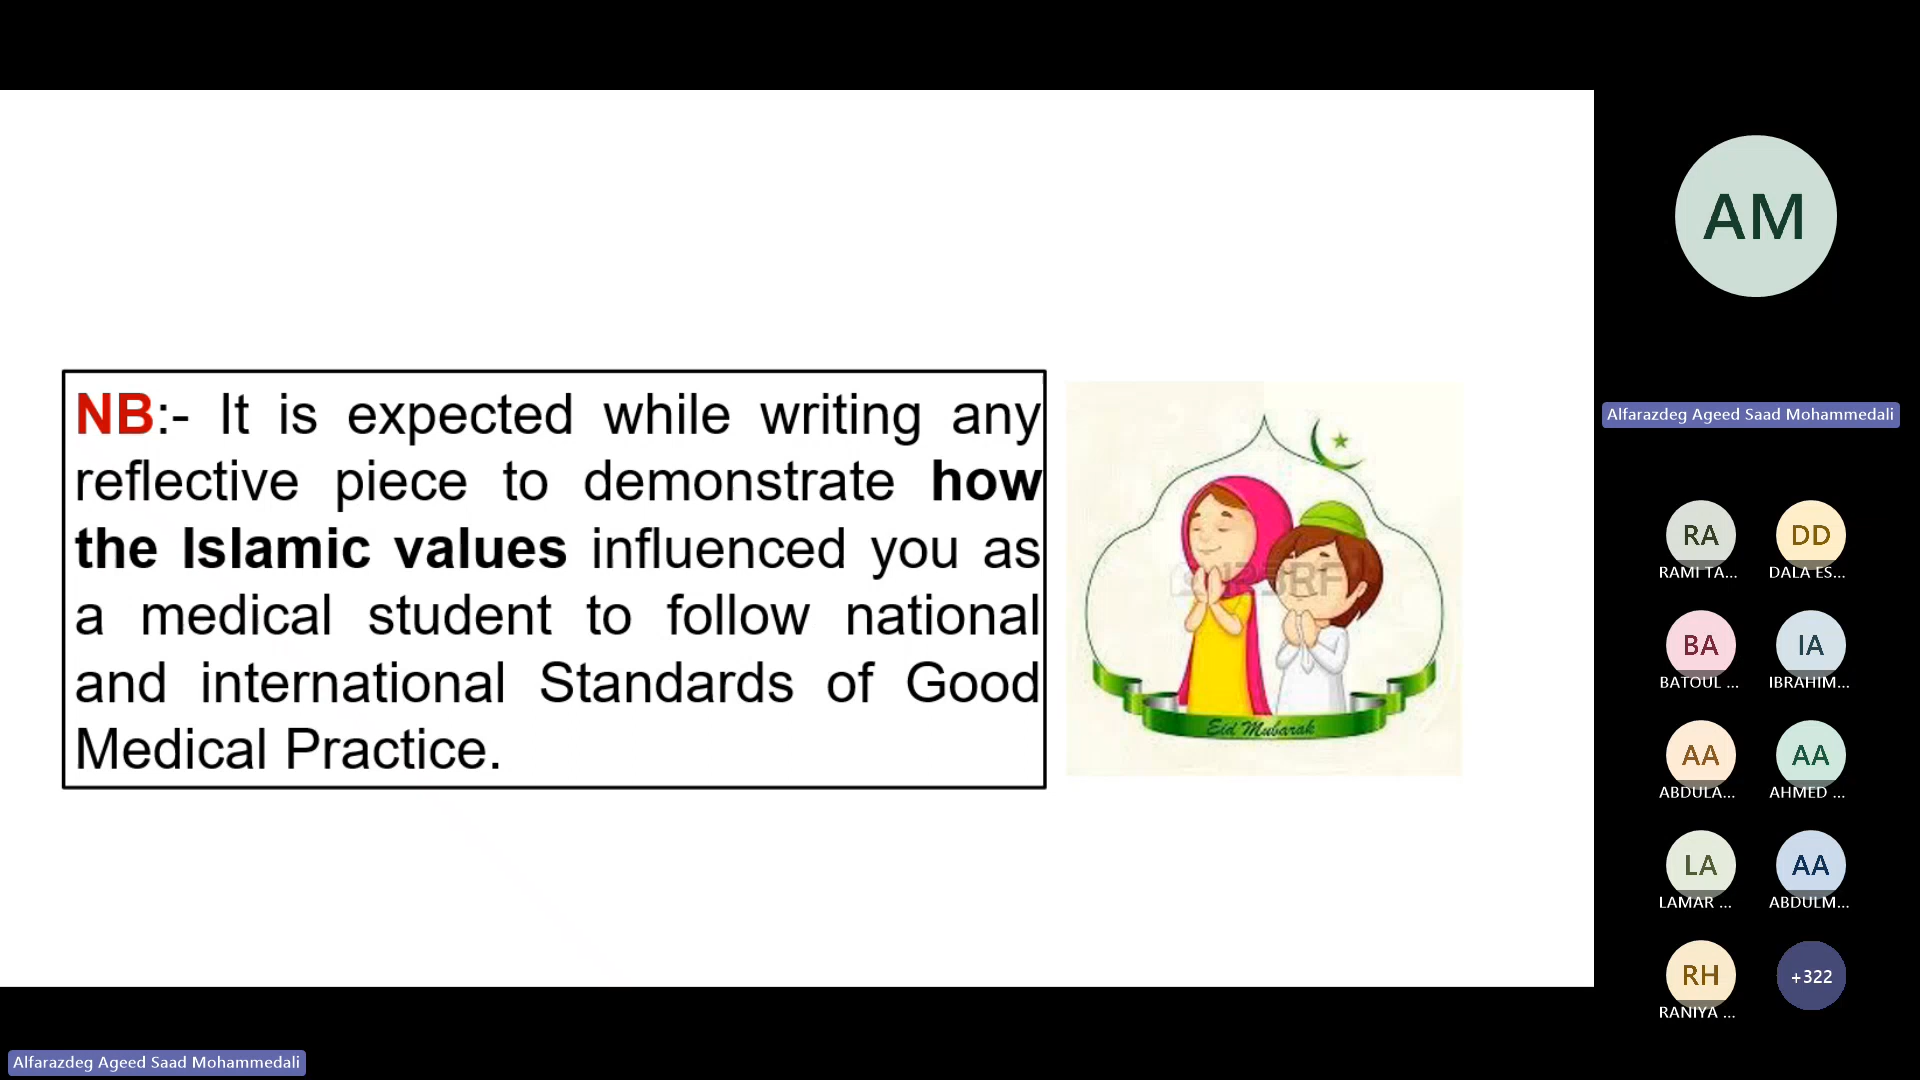 NB:- It is expected while writing any
reflective piece to demonstrate how
the Islamic values influenced you as
a medical student to follow national
and international Standards of Good
Medical Practice.
Eid Mubarak
AM
Alfarazdeg Ageed Saad Mohammedali
RA
DD
RAMI TA...
DALA ES...
BA
IA
BATOUL ...
IBRAHIM...
AA
AA
ABDULA...
AHMED ...
LA
AA
LAMAR ...
ABDULM...
RH
+322
RANIYA ...
Alfarazdeg Ageed Saad Mohammedali